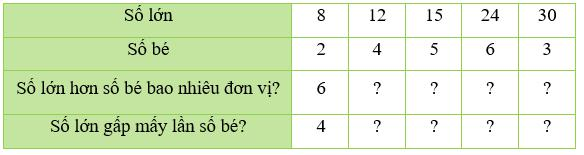 Số lớn 8 12 15 24 30
Số bé 2 4 5 6 3
Số lớn hơn số bé bao nhiêu đơn vị? 6 ? ? ? ?
Số lớn gấp mấy lần số bé? 4 ? ? ? ?